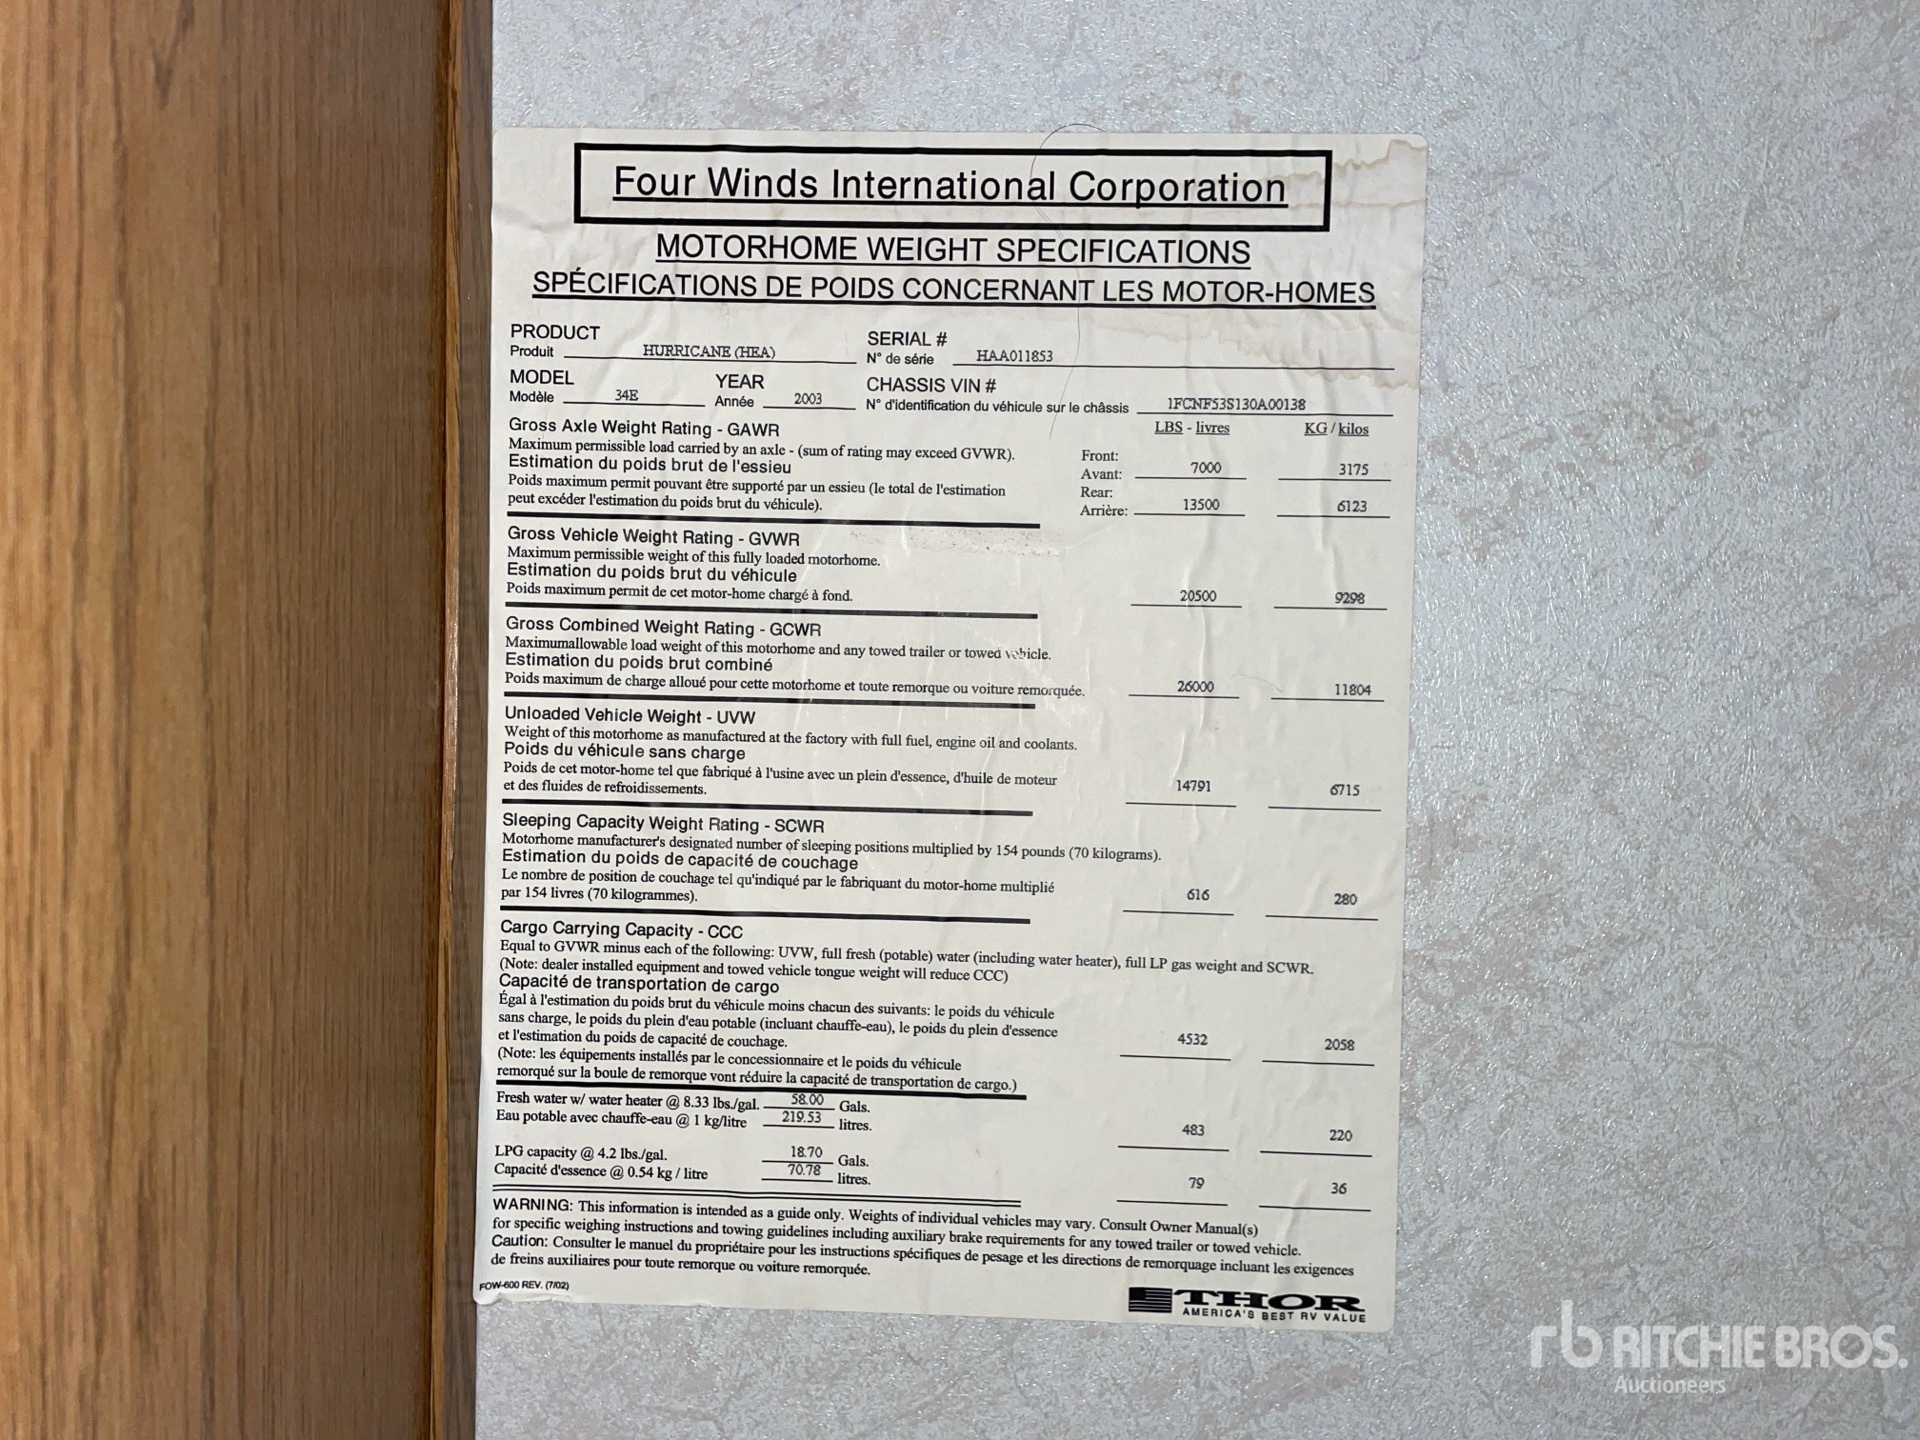 Four Winds International Corporation
MOTORHOME WEIGHT SPECIFICATIONS
SPÉCIFICATIONS DE POIDS CONCERNANT LES MOTOR-HOMES
PRODUCT
Produit HURRICANE (HEA)
SERIAL #
N° de série HAA011853
MODEL
Modèle 34E
YEAR
Année 2003
CHASSIS VIN #
N° d'identification du véhicule sur le châssis 1FCNF53S130A00138
LBS - livres KG / kilos
Gross Axle Weight Rating - GAWR
Maximum permissible load carried by an axle - (sum of rating may exceed GVWR).
Estimation du poids brut de l'essieu
Poids maximum permit pouvant être supporté par un essieu (le total de l'estimation
peut excéder l'estimation du poids brut du véhicule).
Front:
Avant: 7000 3175
Rear:
Arrière: 13500 6123
Gross Vehicle Weight Rating - GVWR
Maximum permissible weight of this fully loaded motorhome.
Estimation du poids brut du véhicule
Poids maximum permit de cet motor-home chargé à fond. 20500 9298
Gross Combined Weight Rating - GCWR
Maximumallowable load weight of this motorhome and any towed trailer or towed vehicle.
Estimation du poids brut combiné
Poids maximum de charge alloué pour cette motorhome et toute remorque ou voiture remorquée. 26000 11804
Unloaded Vehicle Weight - UVW
Weight of this motorhome as manufactured at the factory with full fuel, engine oil and coolants.
Poids du véhicule sans charge
Poids de cet motor-home tel que fabriqué à l'usine avec un plein d'essence, d'huile de moteur
et des fluides de refroidissements. 14791 6715
Sleeping Capacity Weight Rating - SCWR
Motorhome manufacturer's designated number of sleeping positions multiplied by 154 pounds (70 kilograms).
Estimation du poids de capacité de couchage
Le nombre de position de couchage tel qu'indiqué par le fabriquant du motor-home multiplié
par 154 livres (70 kilogrammes). 616 280
Cargo Carrying Capacity - CCC
Equal to GVWR minus each of the following: UVW, full fresh (potable) water (including water heater), full LP gas weight and SCWR.
(Note: dealer installed equipment and towed vehicle tongue weight will reduce CCC)
Capacité de transportation de cargo
Égal à l'estimation du poids brut du véhicule moins chacun des suivants: le poids du véhicule
sans charge, le poids du plein d'eau potable (incluant chauffe-eau), le poids du plein d'essence
et l'estimation du poids de capacité de couchage. 4532 2058
(Note: les équipements installés par le concessionnaire et le poids du véhicule
remorqué sur la boule de remorque vont réduire la capacité de transportation de cargo.)
Fresh water w/ water heater @ 8.33 lbs./gal. 58.00 Gals.
Eau potable avec chauffe-eau @ 1 kg/litre 219.53 litres. 483 220
LPG capacity @ 4.2 lbs./gal. 18.70 Gals.
Capacité d'essence @ 0.54 kg / litre 70.78 litres. 79 36
WARNING: This information is intended as a guide only. Weights of individual vehicles may vary. Consult Owner Manual(s)
for specific weighing instructions and towing guidelines including auxiliary brake requirements for any towed trailer or towed vehicle.
Caution: Consulter le manuel du propriétaire pour les instructions spécifiques de pesage et les directions de remorquage incluant les exigences
de freins auxiliaires pour toute remorque ou voiture remorquée.
FOW-600 REV. (7/02)
THOR
AMERICA'S BEST RV VALUE
rb RITCHIE BROS.
Auctioneers